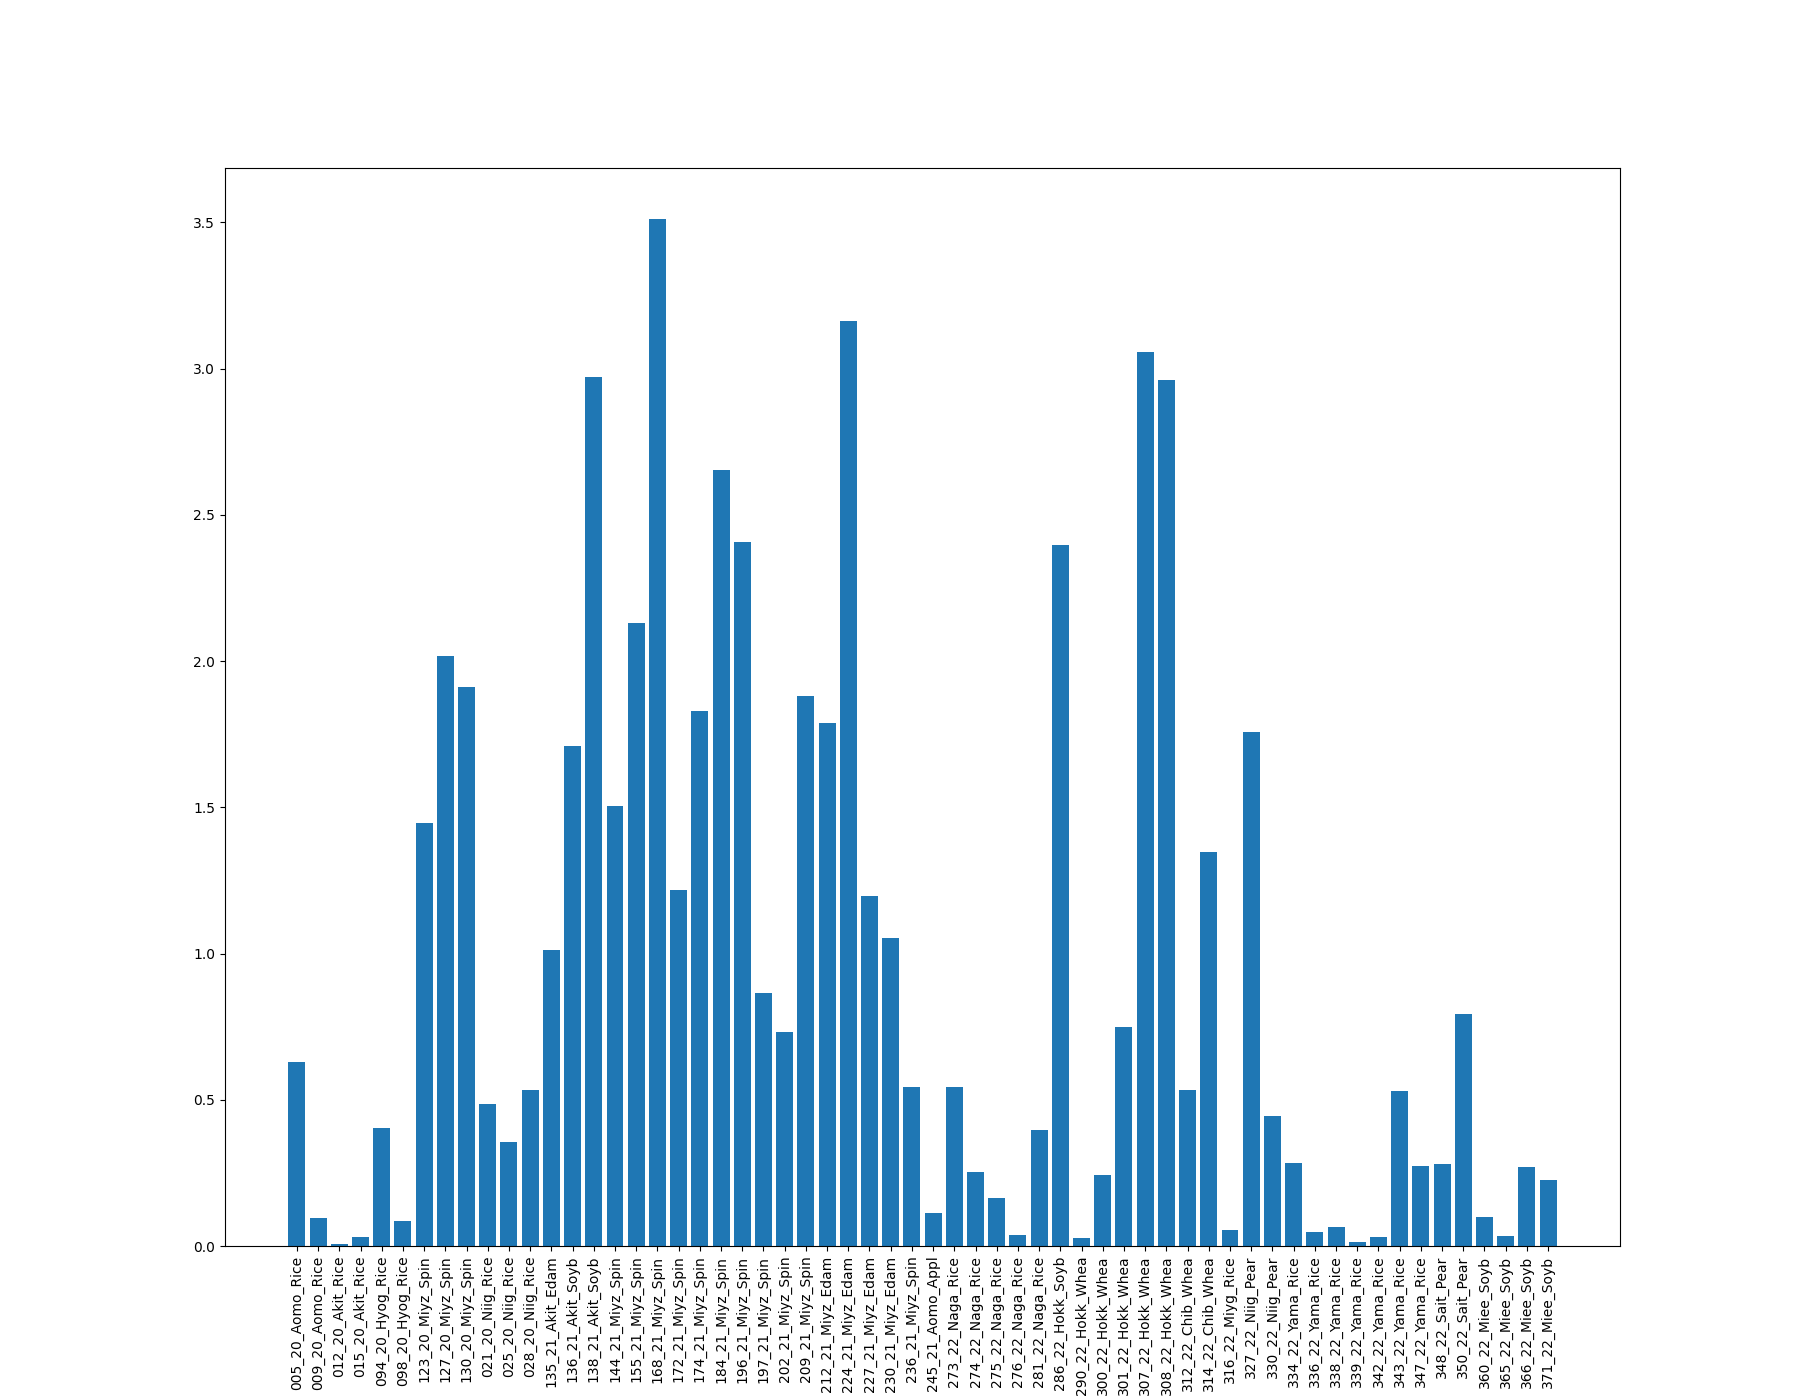 3.5
3.0
2.5
2.0
1.5
1.0
0.5
0.0
005_20_Aomo_Rice
009_20_Aomo_Rice
012_20_Akit_Rice
015_20_Akit_Rice
094_20_Hyog_Rice
098_20_Hyog_Rice
123_20_Miyz_Spin
127_20_Miyz_Spin
130_20_Miyz_Spin
021_20_Niig_Rice
025_20_Niig_Rice
028_20_Niig_Rice
135_21_Akit_Edam
136_21_Akit_Soyb
138_21_Akit_Soyb
144_21_Miyz_Spin
155_21_Miyz_Spin
168_21_Miyz_Spin
172_21_Miyz_Spin
174_21_Miyz_Spin
184_21_Miyz_Spin
196_21_Miyz_Spin
197_21_Miyz_Spin
202_21_Miyz_Spin
209_21_Miyz_Spin
212_21_Miyz_Edam
224_21_Miyz_Edam
227_21_Miyz_Edam
230_21_Miyz_Edam
236_21_Miyz_Spin
245_21_Aomo_Appl
273_22_Naga_Rice
274_22_Naga_Rice
275_22_Naga_Rice
276_22_Naga_Rice
281_22_Naga_Rice
286_22_Hokk_Soyb
290_22_Hokk_Whea
300_22_Hokk_Whea
301_22_Hokk_Whea
307_22_Hokk_Whea
308_22_Hokk_Whea
312_22_Chib_Whea
314_22_Chib_Whea
316_22_Miyg_Rice
327_22_Niig_Pear
330_22_Niig_Pear
334_22_Yama_Rice
336_22_Yama_Rice
338_22_Yama_Rice
339_22_Yama_Rice
342_22_Yama_Rice
343_22_Yama_Rice
347_22_Yama_Rice
348_22_Sait_Pear
350_22_Sait_Pear
360_22_Miee_Soyb
365_22_Miee_Soyb
366_22_Miee_Soyb
371_22_Miee_Soyb